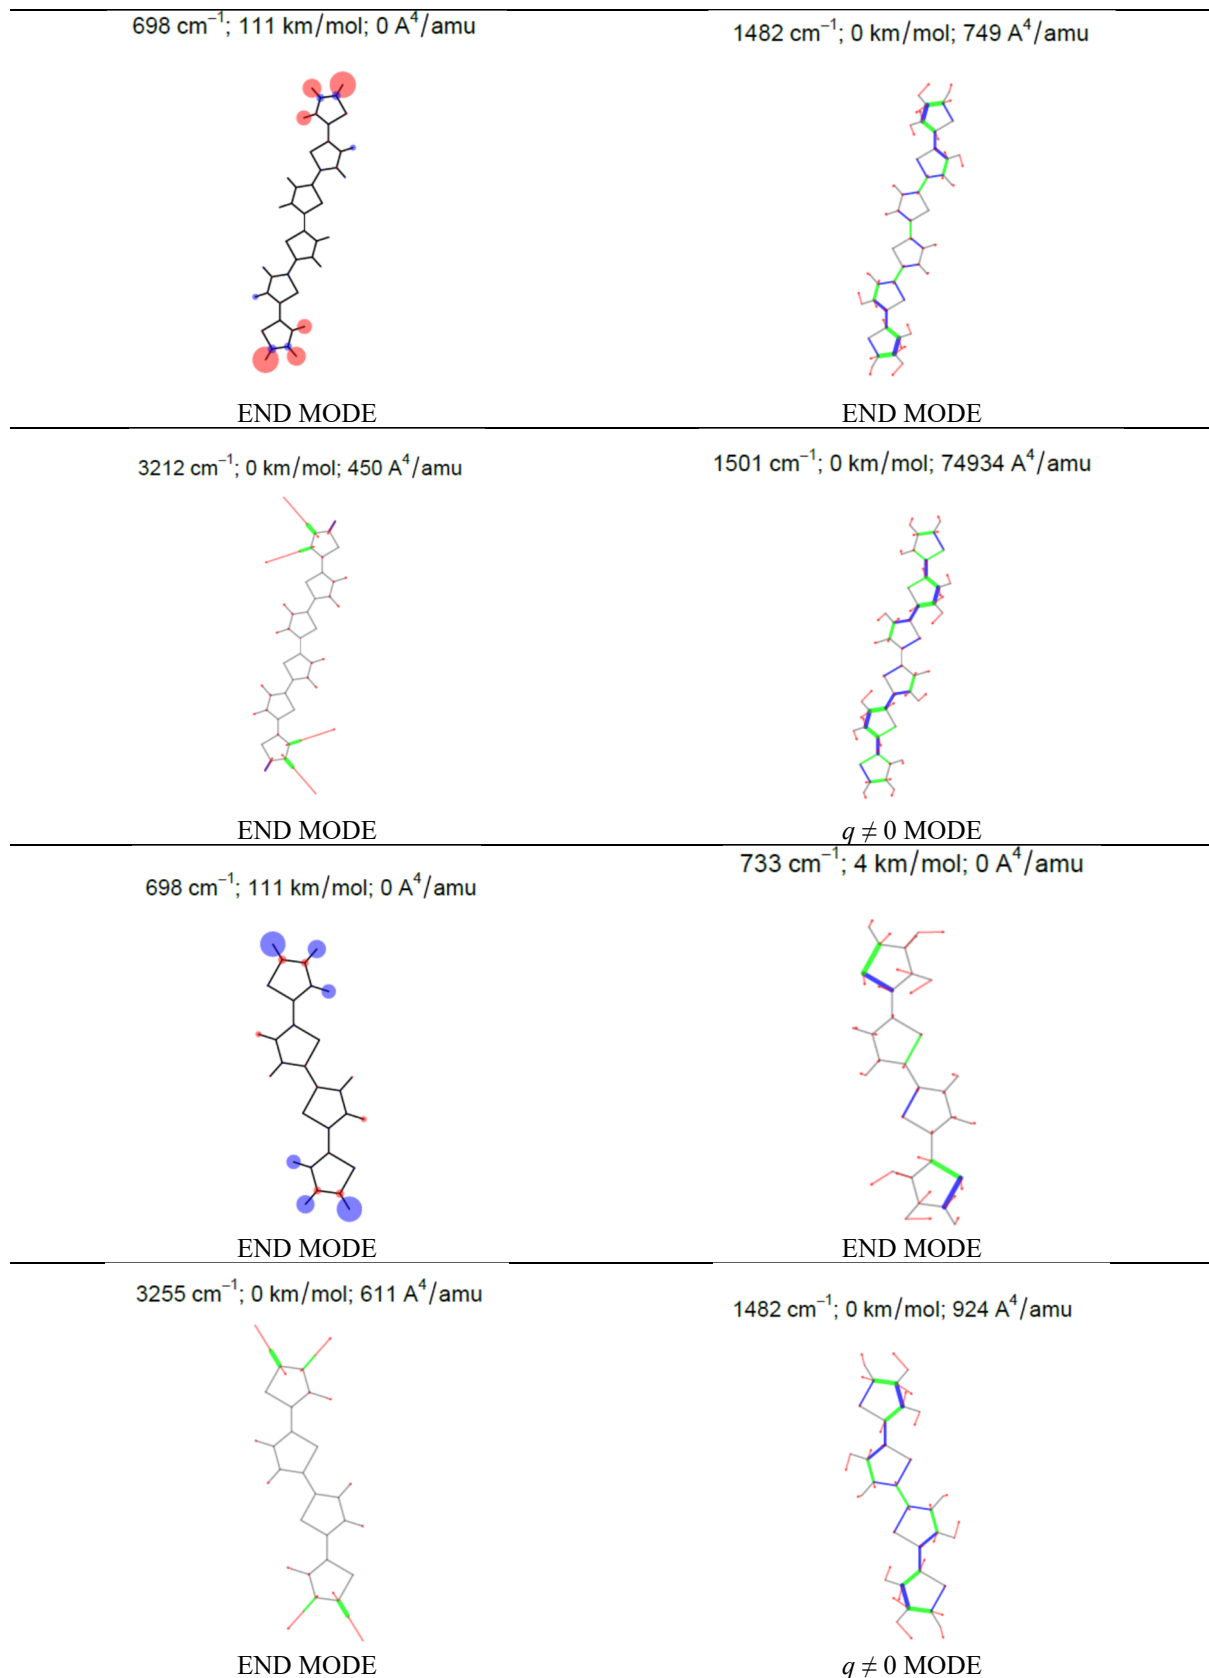 698 cm⁻¹; 111 km/mol; 0 A⁴/amu
1482 cm⁻¹; 0 km/mol; 749 A⁴/amu
END MODE
END MODE
3212 cm⁻¹; 0 km/mol; 450 A⁴/amu
1501 cm⁻¹; 0 km/mol; 74934 A⁴/amu
END MODE
q ≠ 0 MODE
698 cm⁻¹; 111 km/mol; 0 A⁴/amu
733 cm⁻¹; 4 km/mol; 0 A⁴/amu
END MODE
END MODE
3255 cm⁻¹; 0 km/mol; 611 A⁴/amu
1482 cm⁻¹; 0 km/mol; 924 A⁴/amu
END MODE
q ≠ 0 MODE